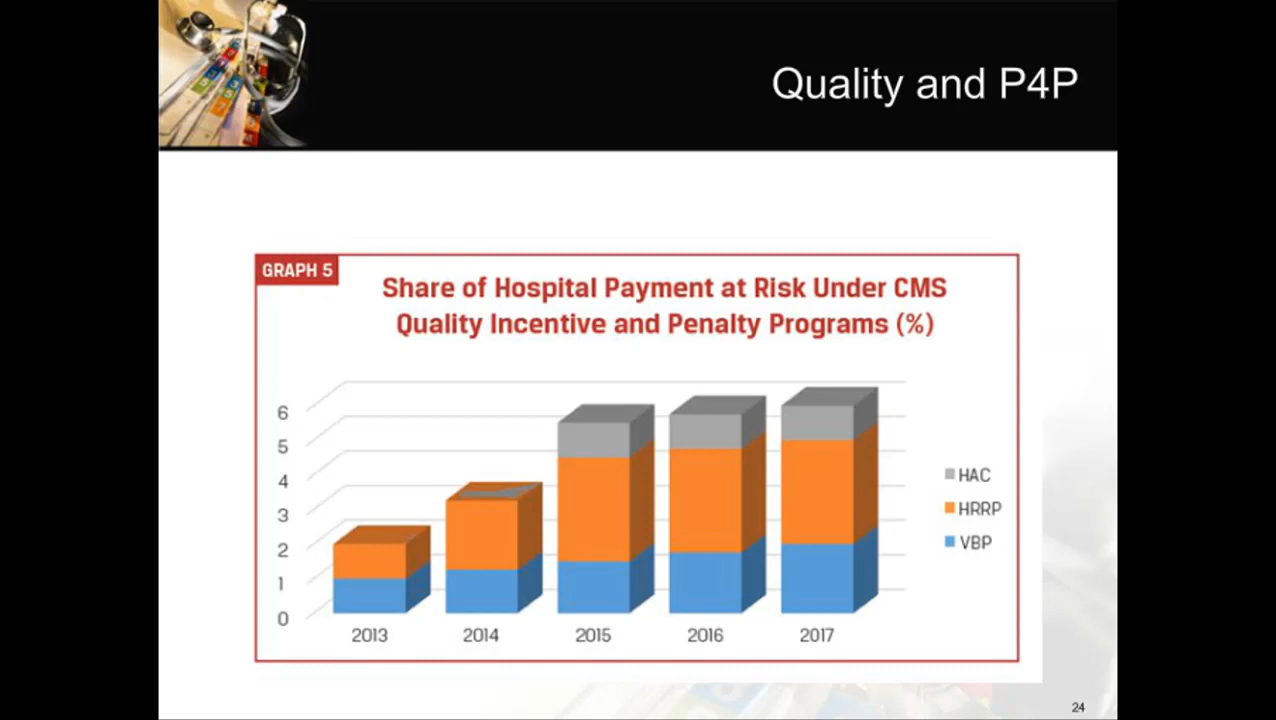 Quality and P4P
GRAPH 5
Share of Hospital Payment at Risk Under CMS
Quality Incentive and Penalty Programs (%)
6
5
4
3
2
1
0
2013
2014
2015
2016
2017
HAC
HRRP
VBP
24